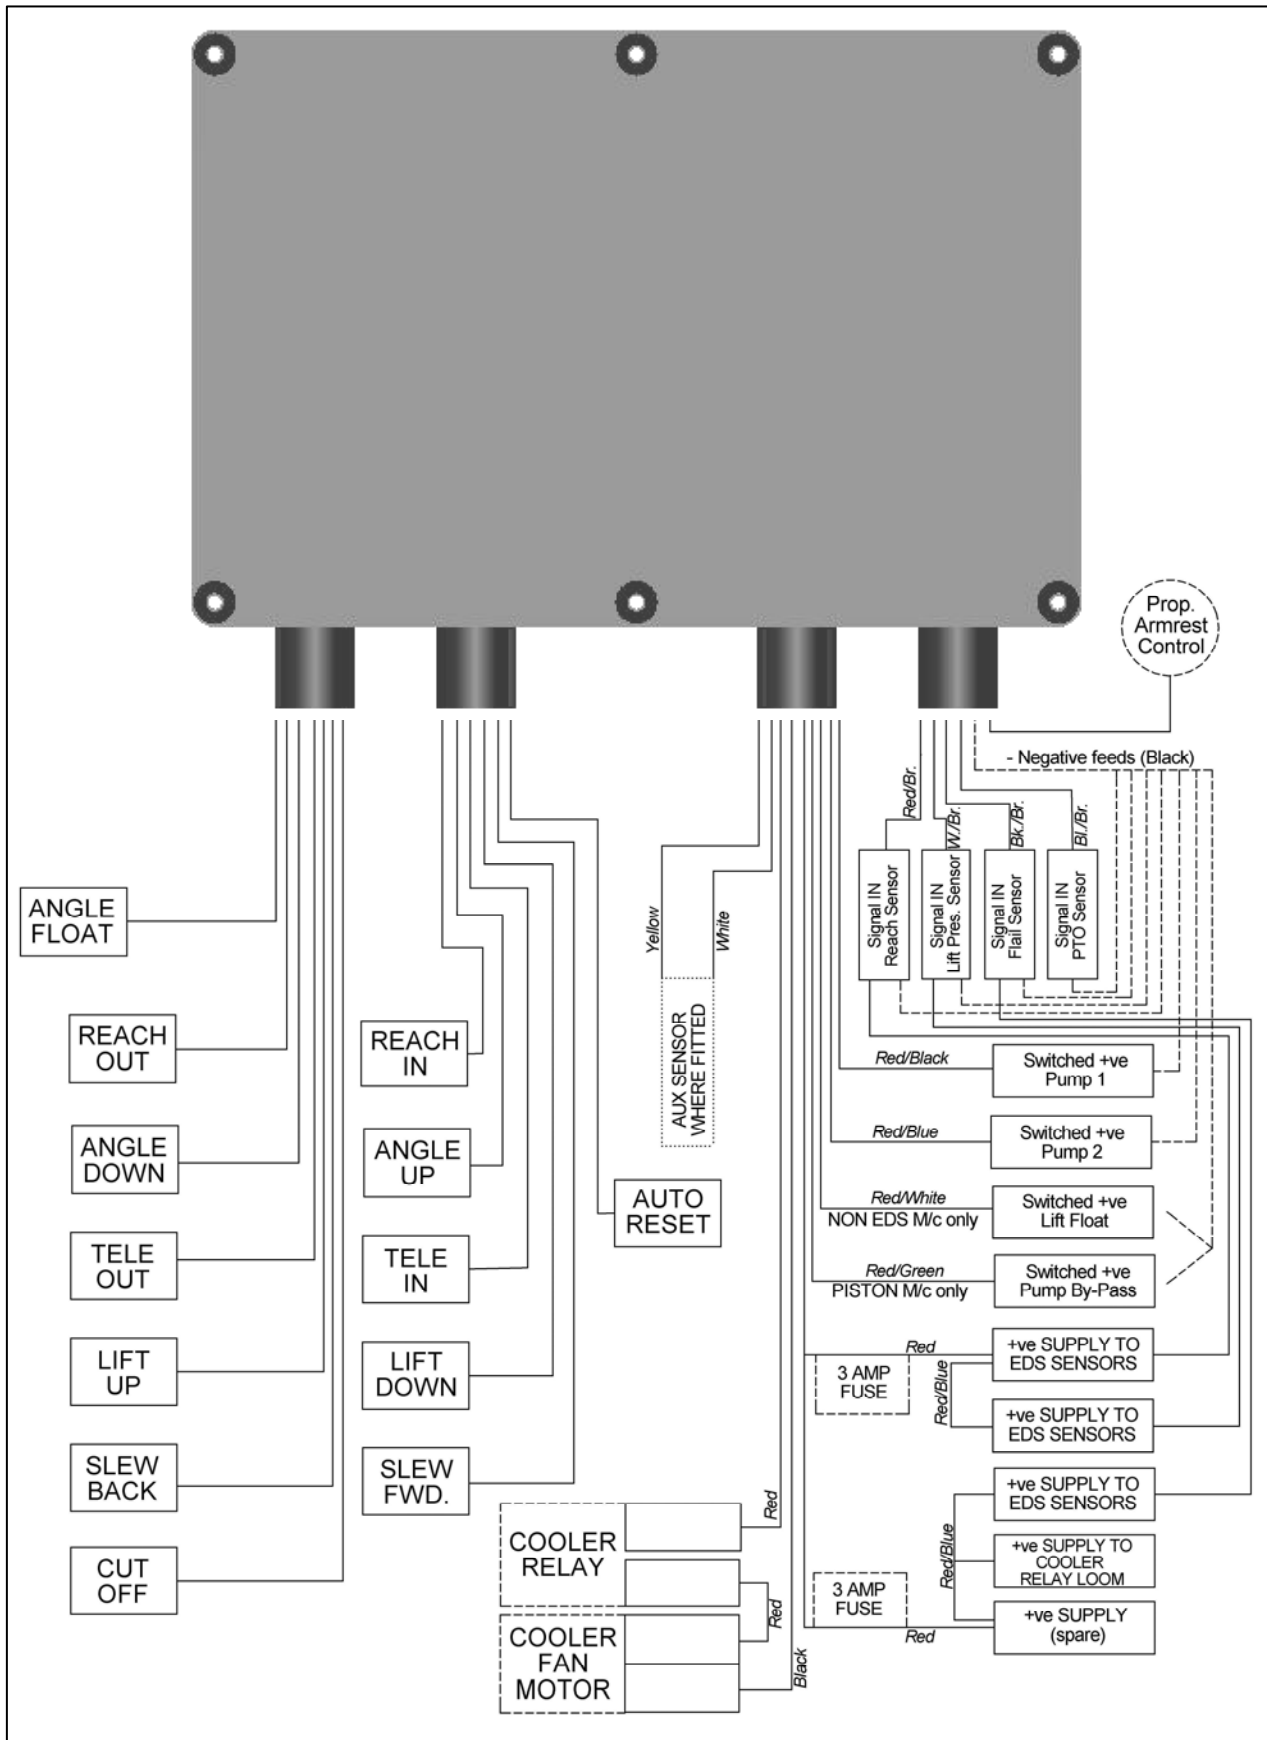 Prop.
Armrest
Control
- Negative feeds (Black)
Red/Br.
W./Br.
Bk./Br.
Bl./Br.
Signal IN
Reach Sensor
Signal IN
Lift Pres. Sensor
Signal IN
Flail Sensor
Signal IN
PTO Sensor
ANGLE
FLOAT
Yellow
White
AUX SENSOR
WHERE FITTED
REACH
OUT
REACH
IN
Red/Black
Switched +ve
Pump 1
ANGLE
DOWN
ANGLE
UP
Red/Blue
Switched +ve
Pump 2
AUTO
RESET
Red/White
NON EDS M/c only
Switched +ve
Lift Float
TELE
OUT
TELE
IN
Red/Green
PISTON M/c only
Switched +ve
Pump By-Pass
LIFT
UP
LIFT
DOWN
Red
3 AMP
FUSE
Red/Blue
+ve SUPPLY TO
EDS SENSORS
+ve SUPPLY TO
EDS SENSORS
SLEW
BACK
SLEW
FWD.
Red
+ve SUPPLY TO
EDS SENSORS
COOLER
RELAY
Red/Blue
+ve SUPPLY TO
COOLER
RELAY LOOM
CUT
OFF
3 AMP
FUSE
Red
+ve SUPPLY
(spare)
Red
COOLER
FAN
MOTOR
Black